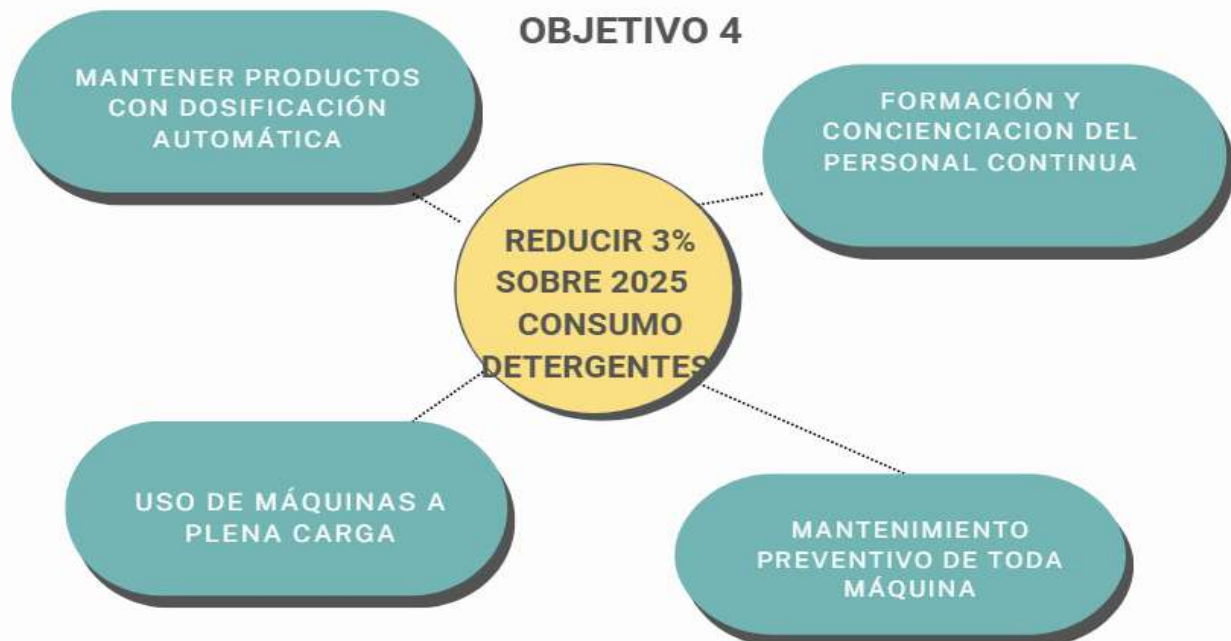 OBJETIVO 4
MANTENER PRODUCTOS
CON DOSIFICACIÓN
AUTOMÁTICA
FORMACIÓN Y
CONCIENCIACION DEL
PERSONAL CONTINUA
REDUCIR 3%
SOBRE 2025
CONSUMO
DETERGENTES
USO DE MÁQUINAS A
PLENA CARGA
MANTENIMIENTO
PREVENTIVO DE TODA
MÁQUINA